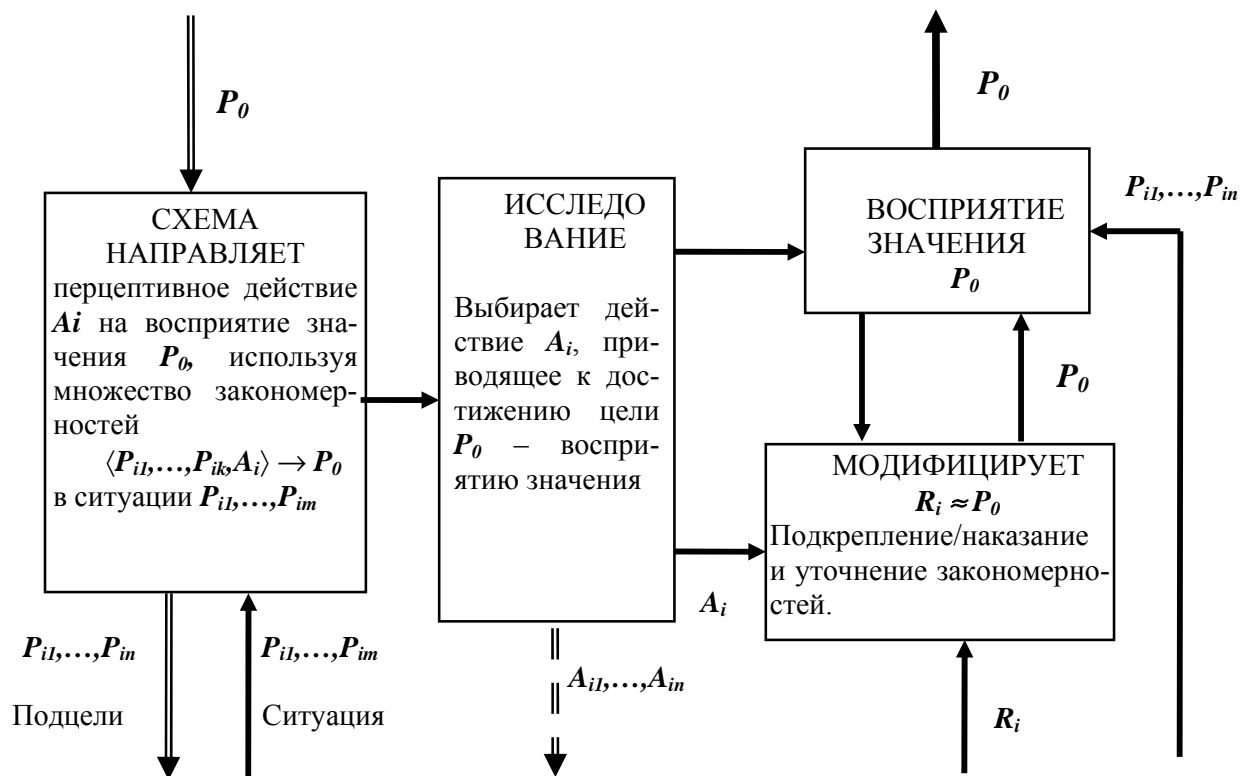 P₀
СХЕМА
НАПРАВЛЯЕТ
перцептивное действие
Ai на восприятие зна-
чения P₀, используя
множество закономер-
ностей
⟨Pi1,…,Pik,Ai⟩ → P₀
в ситуации Pi1,…,Pim
Pi1,…,Pin
Подцели
Pi1,…,Pim
Ситуация
ИССЛЕДО
ВАНИЕ
Выбирает дей-
ствие Ai, при-
водящее к дос-
тижению цели
P₀ – воспри-
ятию значения
Ai1,…,Ain
Ai
P₀
ВОСПРИЯТИЕ
ЗНАЧЕНИЯ
P₀
Pi1,…,Pin
P₀
МОДИФИЦИРУЕТ
Ri ≈ P₀
Подкрепление/наказание
и уточнение закономерно-
стей.
Ri